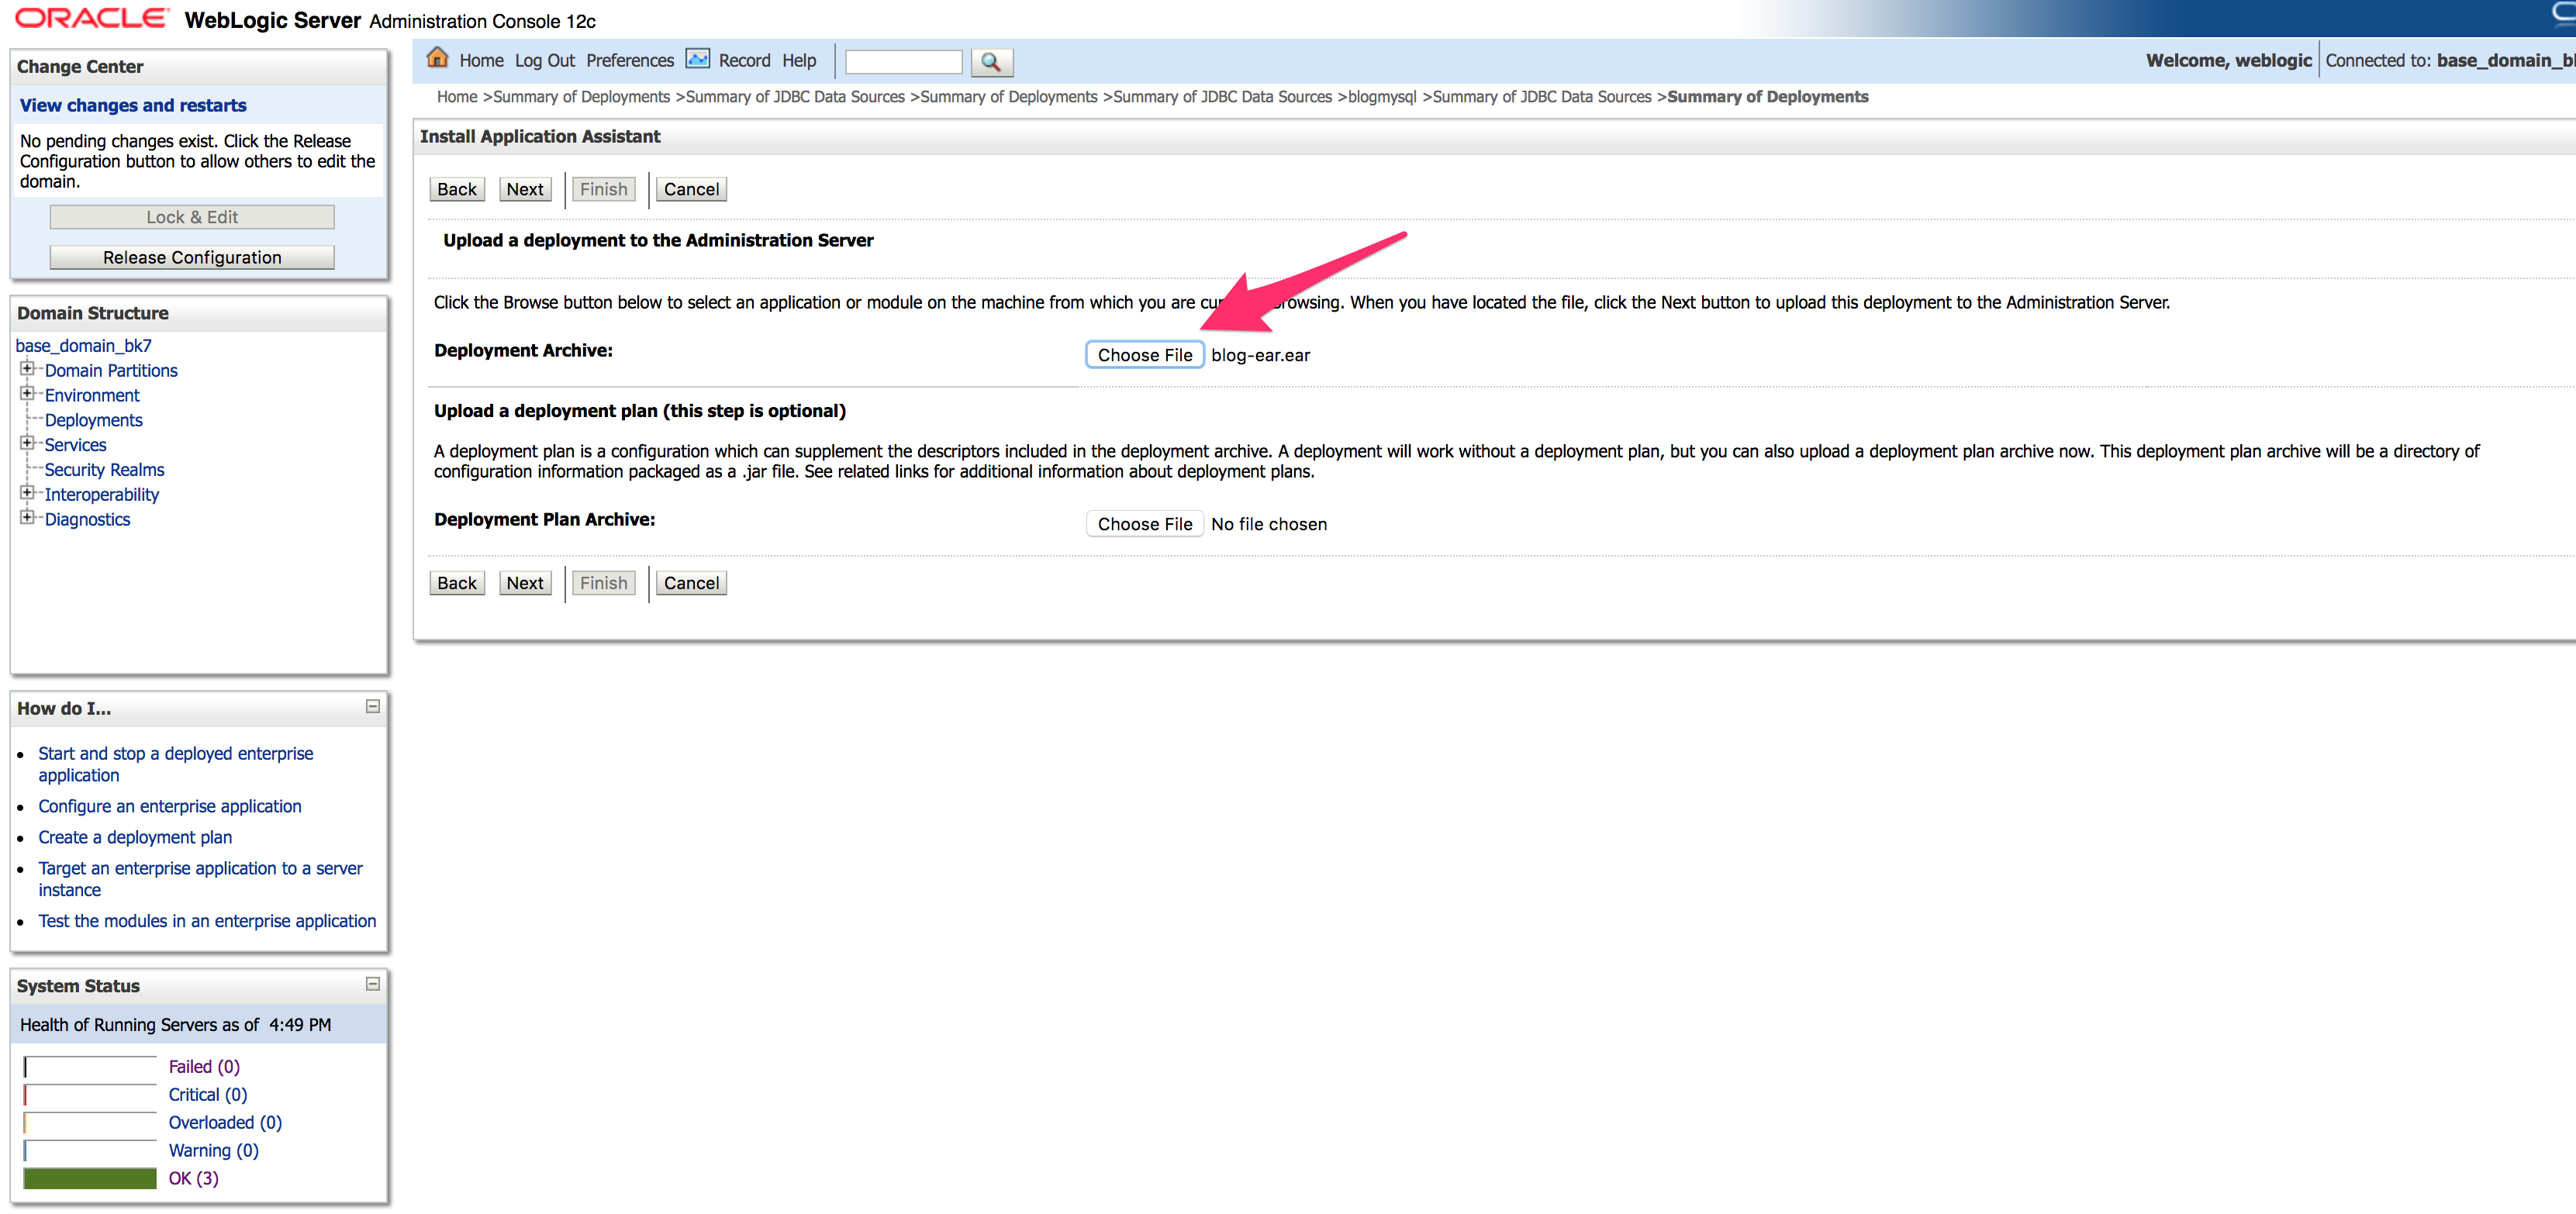 ORACLE WebLogic Server Administration Console 12c
Change Center
View changes and restarts
No pending changes exist. Click the Release
Configuration button to allow others to edit the
domain.
Lock & Edit
Release Configuration
Domain Structure
base_domain_bk7
Domain Partitions
Environment
Deployments
Services
Security Realms
Interoperability
Diagnostics
How do I...
Start and stop a deployed enterprise
application
Configure an enterprise application
Create a deployment plan
Target an enterprise application to a server
instance
Test the modules in an enterprise application
System Status
Health of Running Servers as of 4:49 PM
Failed (0)
Critical (0)
Overloaded (0)
Warning (0)
OK (3)
Home Log Out Preferences Record Help
Welcome, weblogic Connected to:
Home >Summary of Deployments >Summary of JDBC Data Sources >Summary of Deployments >Summary of JDBC Data Sources >blogmysql >Summary of JDBC Data Sources >Summary of Deployments
Install Application Assistant
Back Next Finish Cancel
Upload a deployment to the Administration Server
Click the Browse button below to select an application or module on the machine from which you are browsing. When you have located the file, click the Next button to upload this deployment to the Administration Server.
Deployment Archive: Choose File blog-ear.ear
Upload a deployment plan (this step is optional)
A deployment plan is a configuration which can supplement the descriptors included in the deployment archive. A deployment will work without a deployment plan, but you can also upload a deployment plan archive now. This deployment plan archive will be a directory of
configuration information packaged as a .jar file. See related links for additional information about deployment plans.
Deployment Plan Archive: Choose File No file chosen
Back Next Finish Cancel